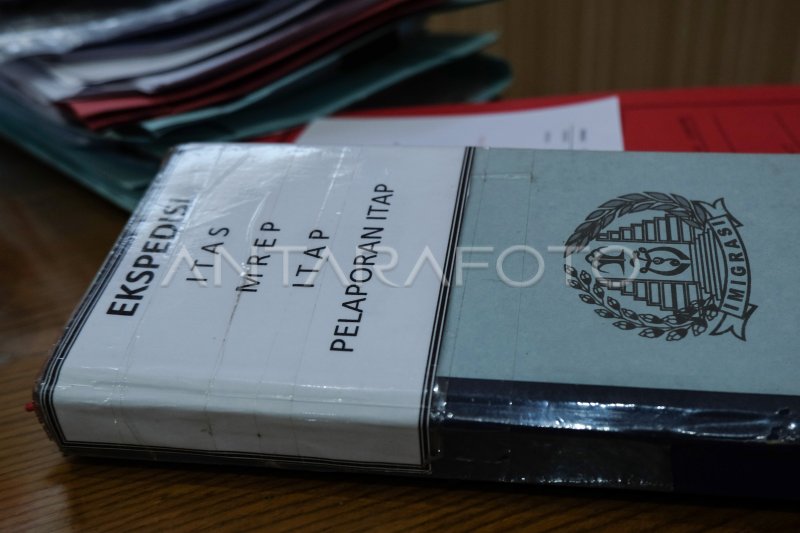 EKSPEDISI
ITAS
MREP
ITAP
PELAPORAN ITAP
IMIGRASI
ANTARAFOTO